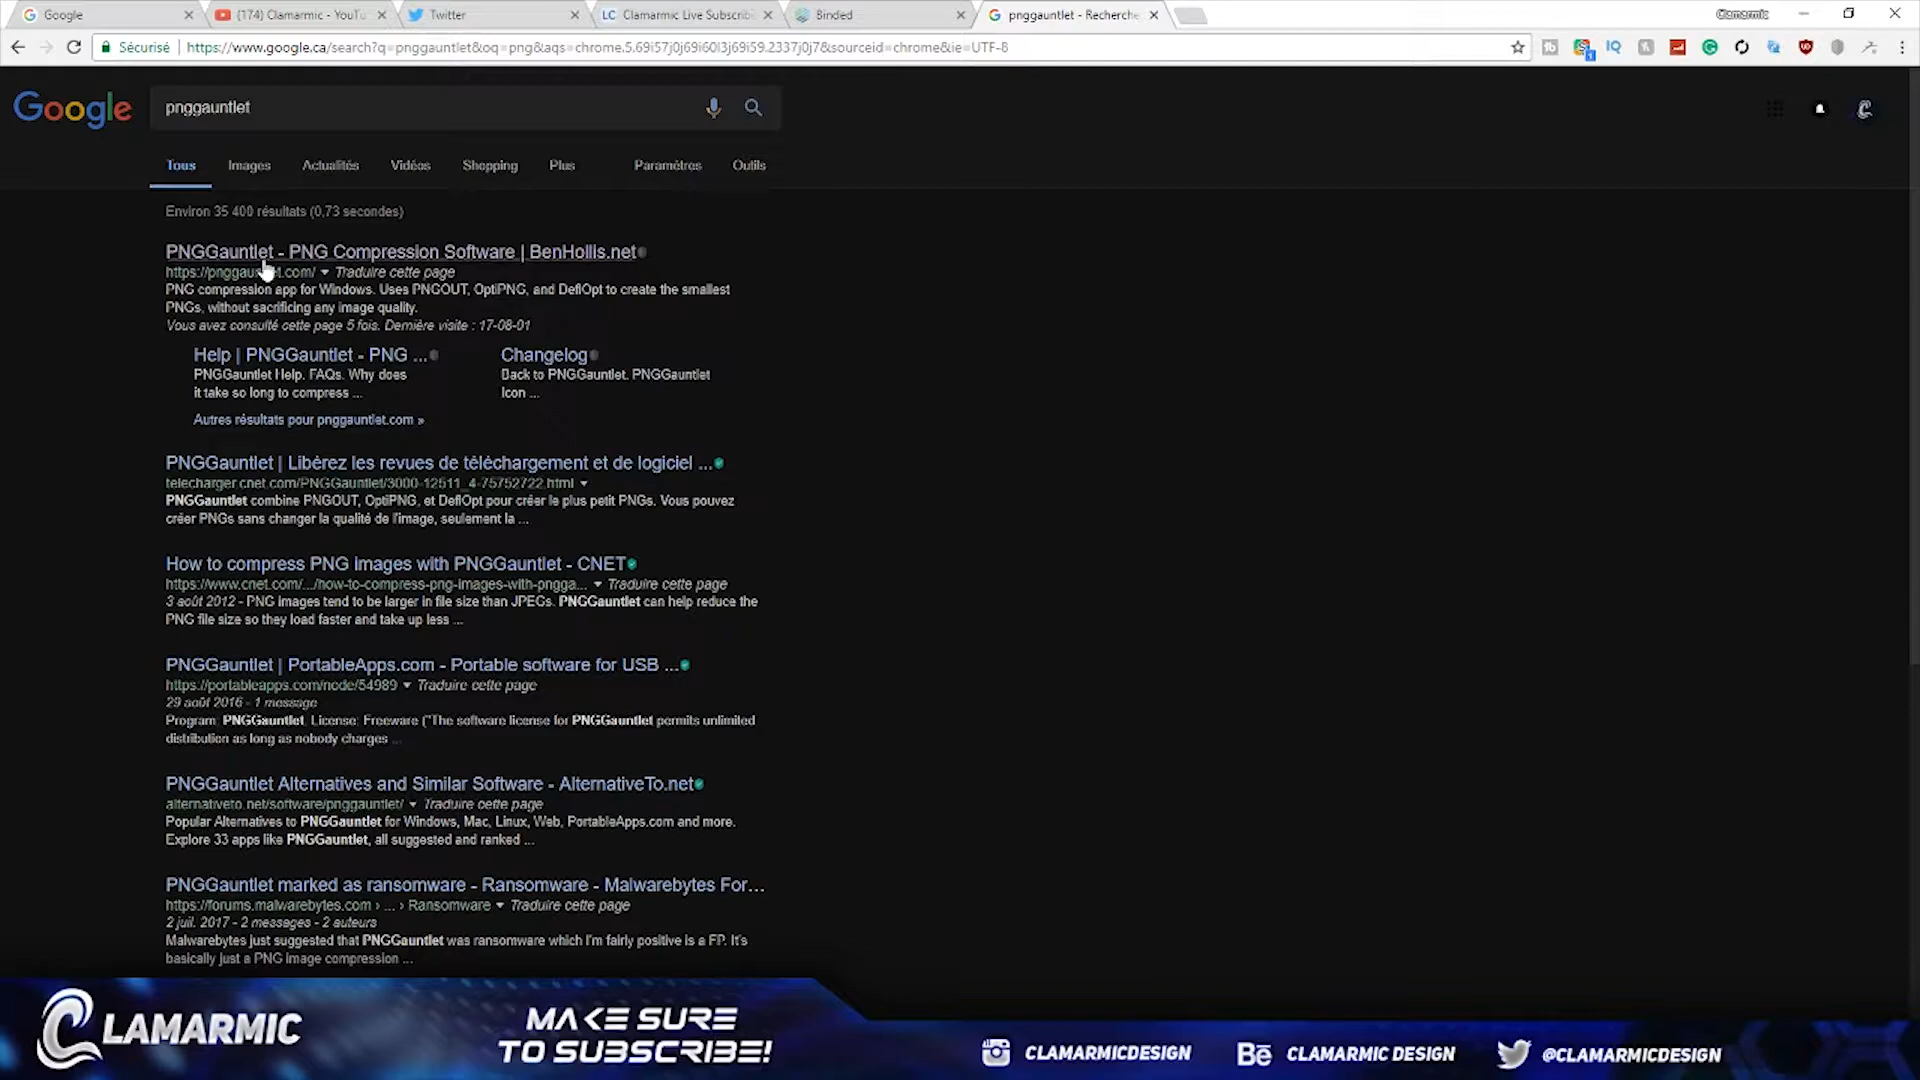 Google
(174) Clamarmic - YouTu
Twitter
LC Clamarmic Live Subscrib
Binded
pnggauntlet - Recherche
Clamarmic
Sécurisé | https://www.google.ca/search?q=pnggauntlet&oq=png&aqs=chrome.5.69i57j0j69i60l3j69i59.2337j0j7&sourceid=chrome&ie=UTF-8
Google
pnggauntlet
Tous Images Actualités Vidéos Shopping Plus Paramètres Outils
Environ 35 400 résultats (0,73 secondes)
PNGGauntlet - PNG Compression Software | BenHollis.net
https://pnggauntlet.com/ Traduire cette page
PNG compression app for Windows. Uses PNGOUT, OptiPNG, and DeflOpt to create the smallest
PNGs, without sacrificing any image quality.
Vous avez consulté cette page 5 fois. Dernière visite : 17-08-01
Help | PNGGauntlet - PNG ...
PNGGauntlet Help. FAQs. Why does
it take so long to compress ...
Changelog
Back to PNGGauntlet. PNGGauntlet
Icon ...
Autres résultats pour pnggauntlet.com »
PNGGauntlet | Libérez les revues de téléchargement et de logiciel ...
telecharger.cnet.com/PNGGauntlet/3000-12511_4-75752722.html
PNGGauntlet combine PNGOUT, OptiPNG, et DeflOpt pour créer le plus petit PNGs. Vous pouvez
créer PNGs sans changer la qualité de l'image, seulement la ...
How to compress PNG images with PNGGauntlet - CNET
https://www.cnet.com/.../how-to-compress-png-images-with-pngga... Traduire cette page
3 août 2012 - PNG images tend to be larger in file size than JPEGs. PNGGauntlet can help reduce the
PNG file size so they load faster and take up less ...
PNGGauntlet | PortableApps.com - Portable software for USB ...
https://portableapps.com/node/54989 Traduire cette page
29 août 2016 - 1 message
Program: PNGGauntlet. License: Freeware ("The software license for PNGGauntlet permits unlimited
distribution as long as nobody charges ...
PNGGauntlet Alternatives and Similar Software - AlternativeTo.net
alternativeto.net/software/pnggauntlet/ Traduire cette page
Popular Alternatives to PNGGauntlet for Windows, Mac, Linux, Web, PortableApps.com and more.
Explore 33 apps like PNGGauntlet, all suggested and ranked ...
PNGGauntlet marked as ransomware - Ransomware - Malwarebytes For...
https://forums.malwarebytes.com › ... › Ransomware Traduire cette page
2 juil. 2017 - 2 messages - 2 auteurs
Malwarebytes just suggested that PNGGauntlet was ransomware which I'm fairly positive is a FP. It's
basically just a PNG image compression ...
CLAMARMIC
MAKE SURE
TO SUBSCRIBE!
CLAMARMICDESIGN
Bē CLAMARMIC DESIGN
@CLAMARMICDESIGN